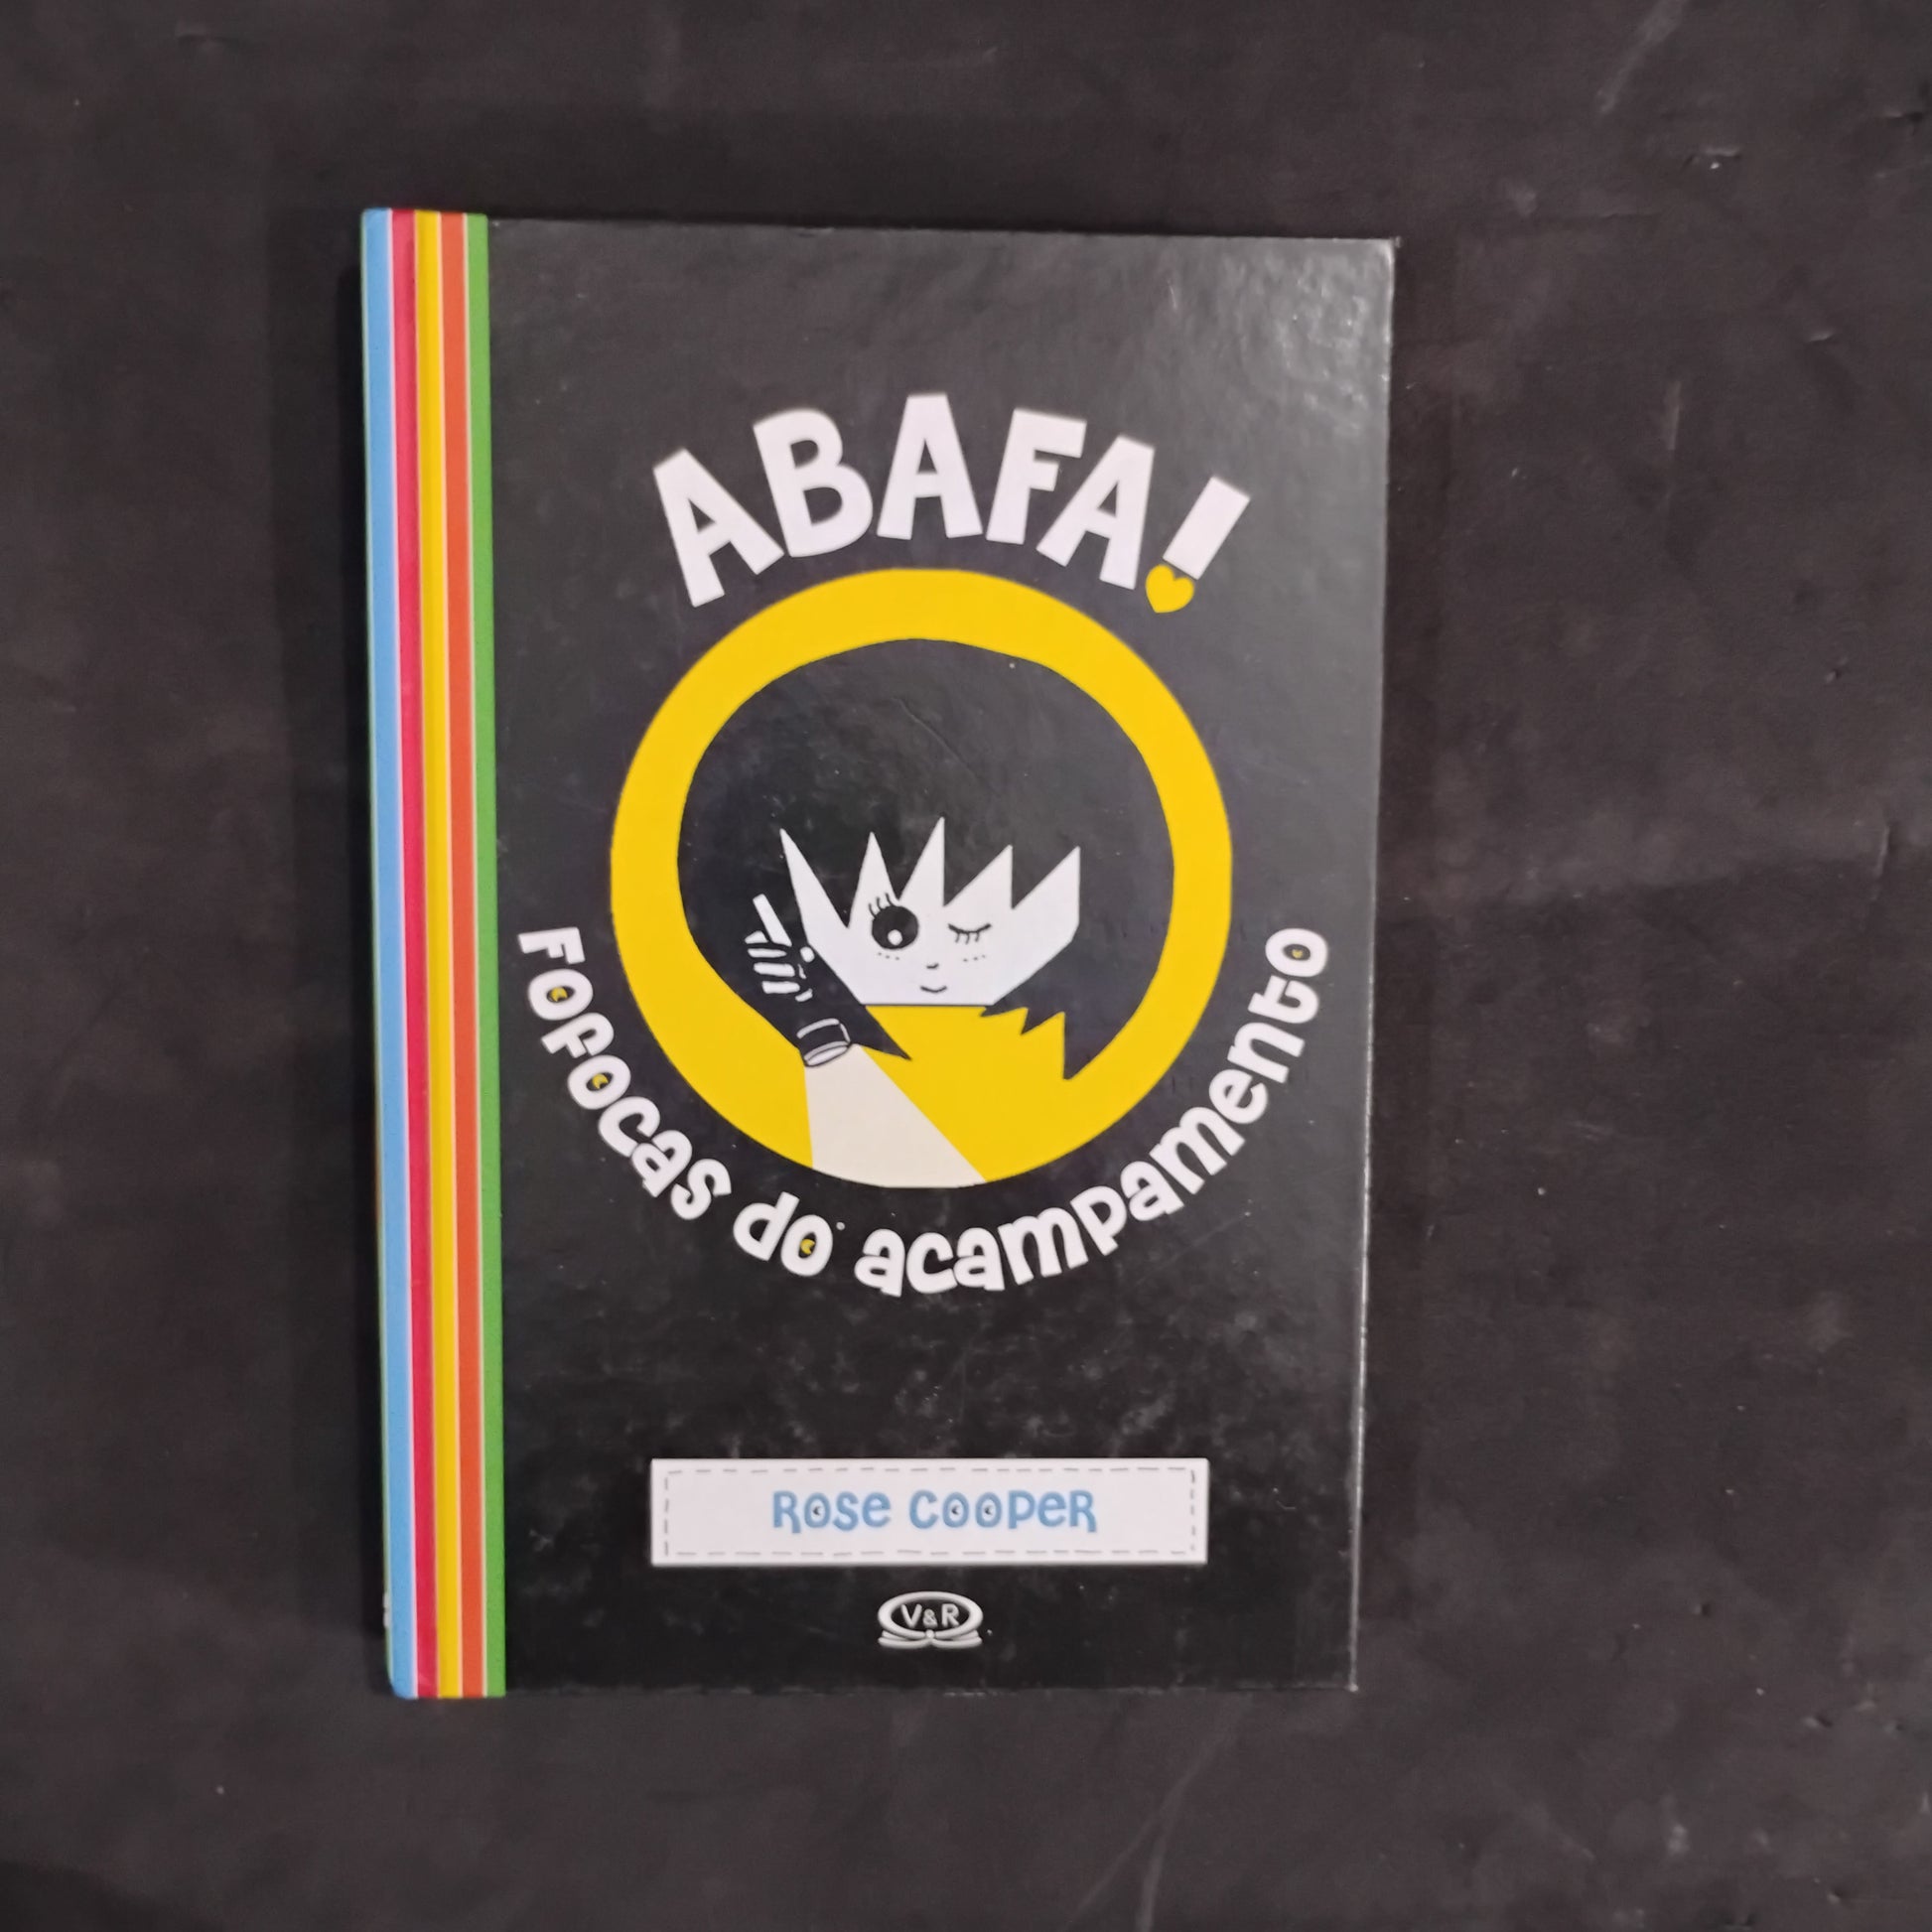 ABAFA!
Fofocas do acampamento
Rose Cooper
V&R